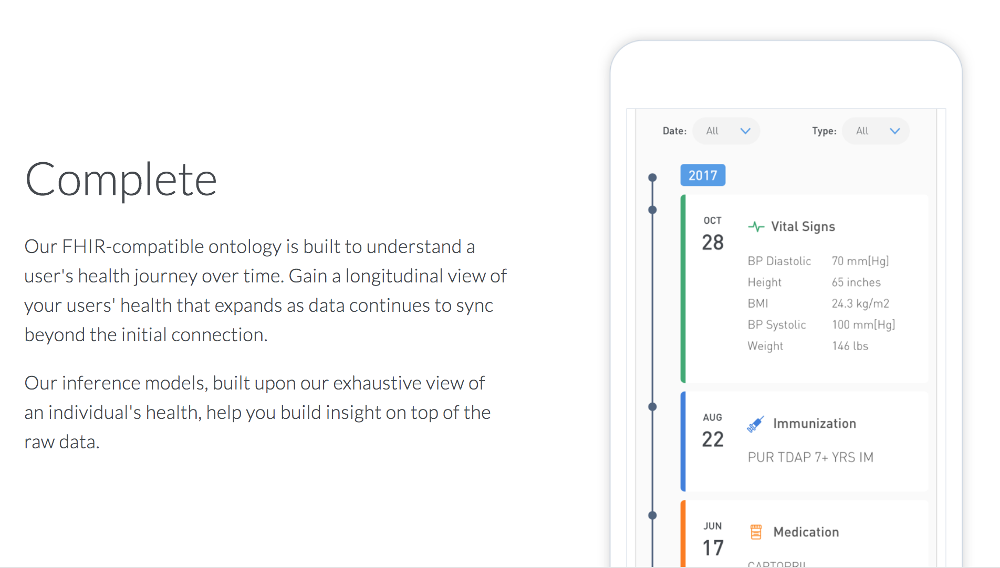 Complete
Our FHIR-compatible ontology is built to understand a
user's health journey over time. Gain a longitudinal view of
your users' health that expands as data continues to sync
beyond the initial connection.
Our inference models, built upon our exhaustive view of
an individual's health, help you build insight on top of the
raw data.
Date: All Type: All
2017
OCT
28
Vital Signs
BP Diastolic 70 mm[Hg]
Height 65 inches
BMI 24.3 kg/m2
BP Systolic 100 mm[Hg]
Weight 146 lbs
AUG
22
Immunization
PUR TDAP 7+ YRS IM
JUN
17
Medication
CAPTOPRIL